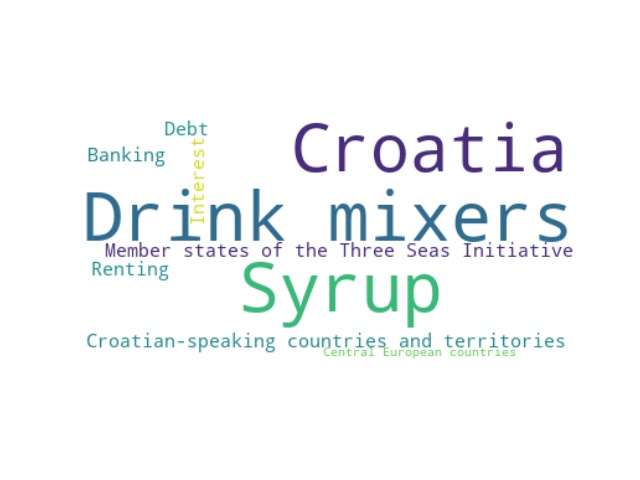 Debt
Croatia
Banking
Interest
Drink mixers
Member states of the Three Seas Initiative
Renting
Syrup
Croatian-speaking countries and territories
Central European countries